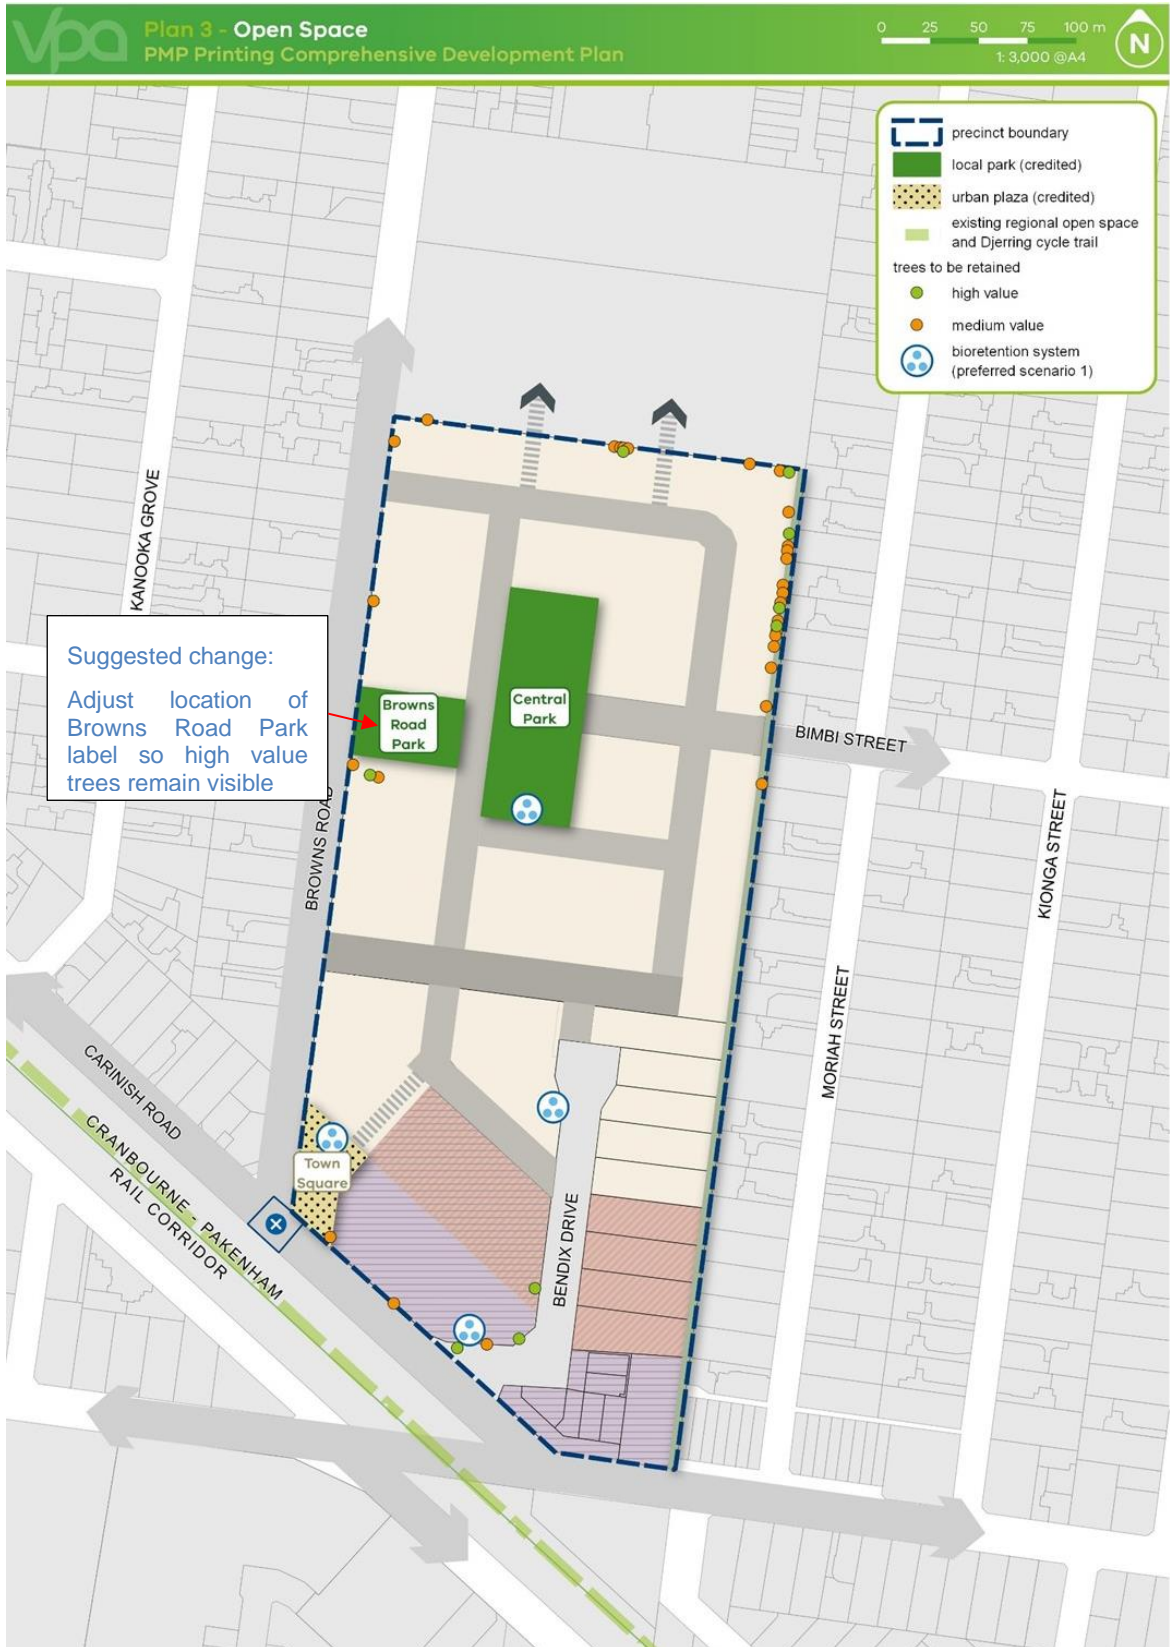 vpa
Plan 3 - Open Space
PMP Printing Comprehensive Development Plan
0 25 50 75 100 m
1: 3,000 @A4
N
precinct boundary
local park (credited)
urban plaza (credited)
existing regional open space
and Djerring cycle trail
trees to be retained
high value
medium value
bioretention system
(preferred scenario 1)
KANOOKA GROVE
Suggested change:
Adjust location of
Browns Road Park
label so high value
trees remain visible
Browns
Road
Park
Central
Park
BIMBI STREET
BROWNS ROAD
KIONGA STREET
MORIAH STREET
CARINISH ROAD
CRANBOURNE - PAKENHAM
RAIL CORRIDOR
Town
Square
BENDIX DRIVE